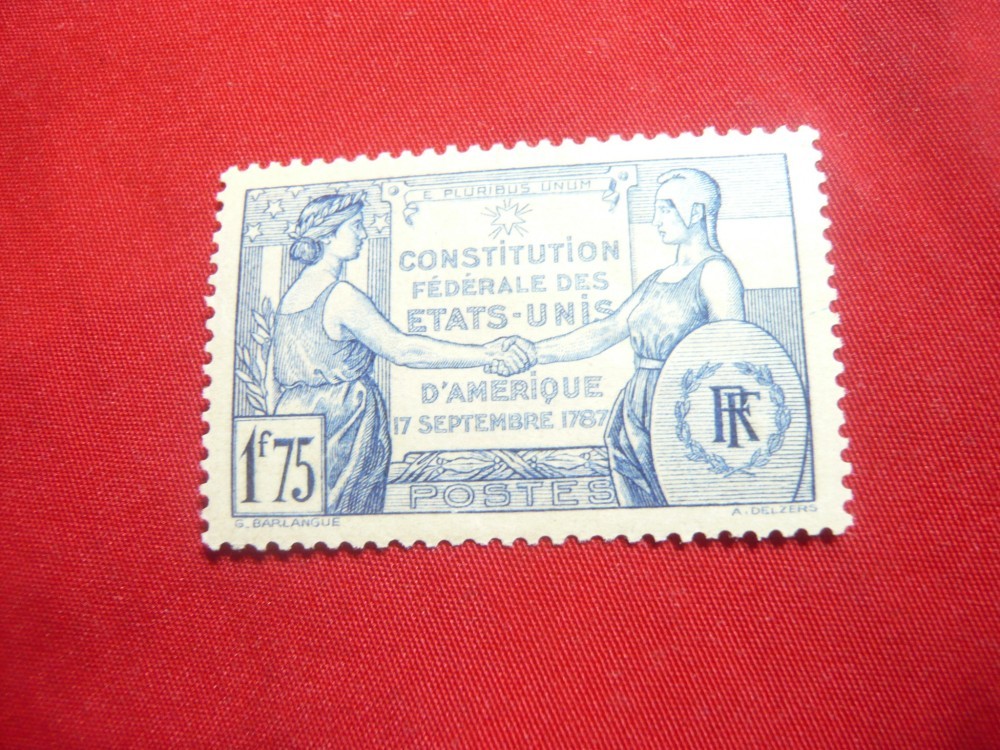 E PLURIBUS UNUM
CONSTITUTION
FÉDÉRALE DES
ETATS-UNIS
D'AMERIQUE
17 SEPTEMBRE 1787
RF
1f75
POSTES
G. BARLANGUE
A. DELZERS